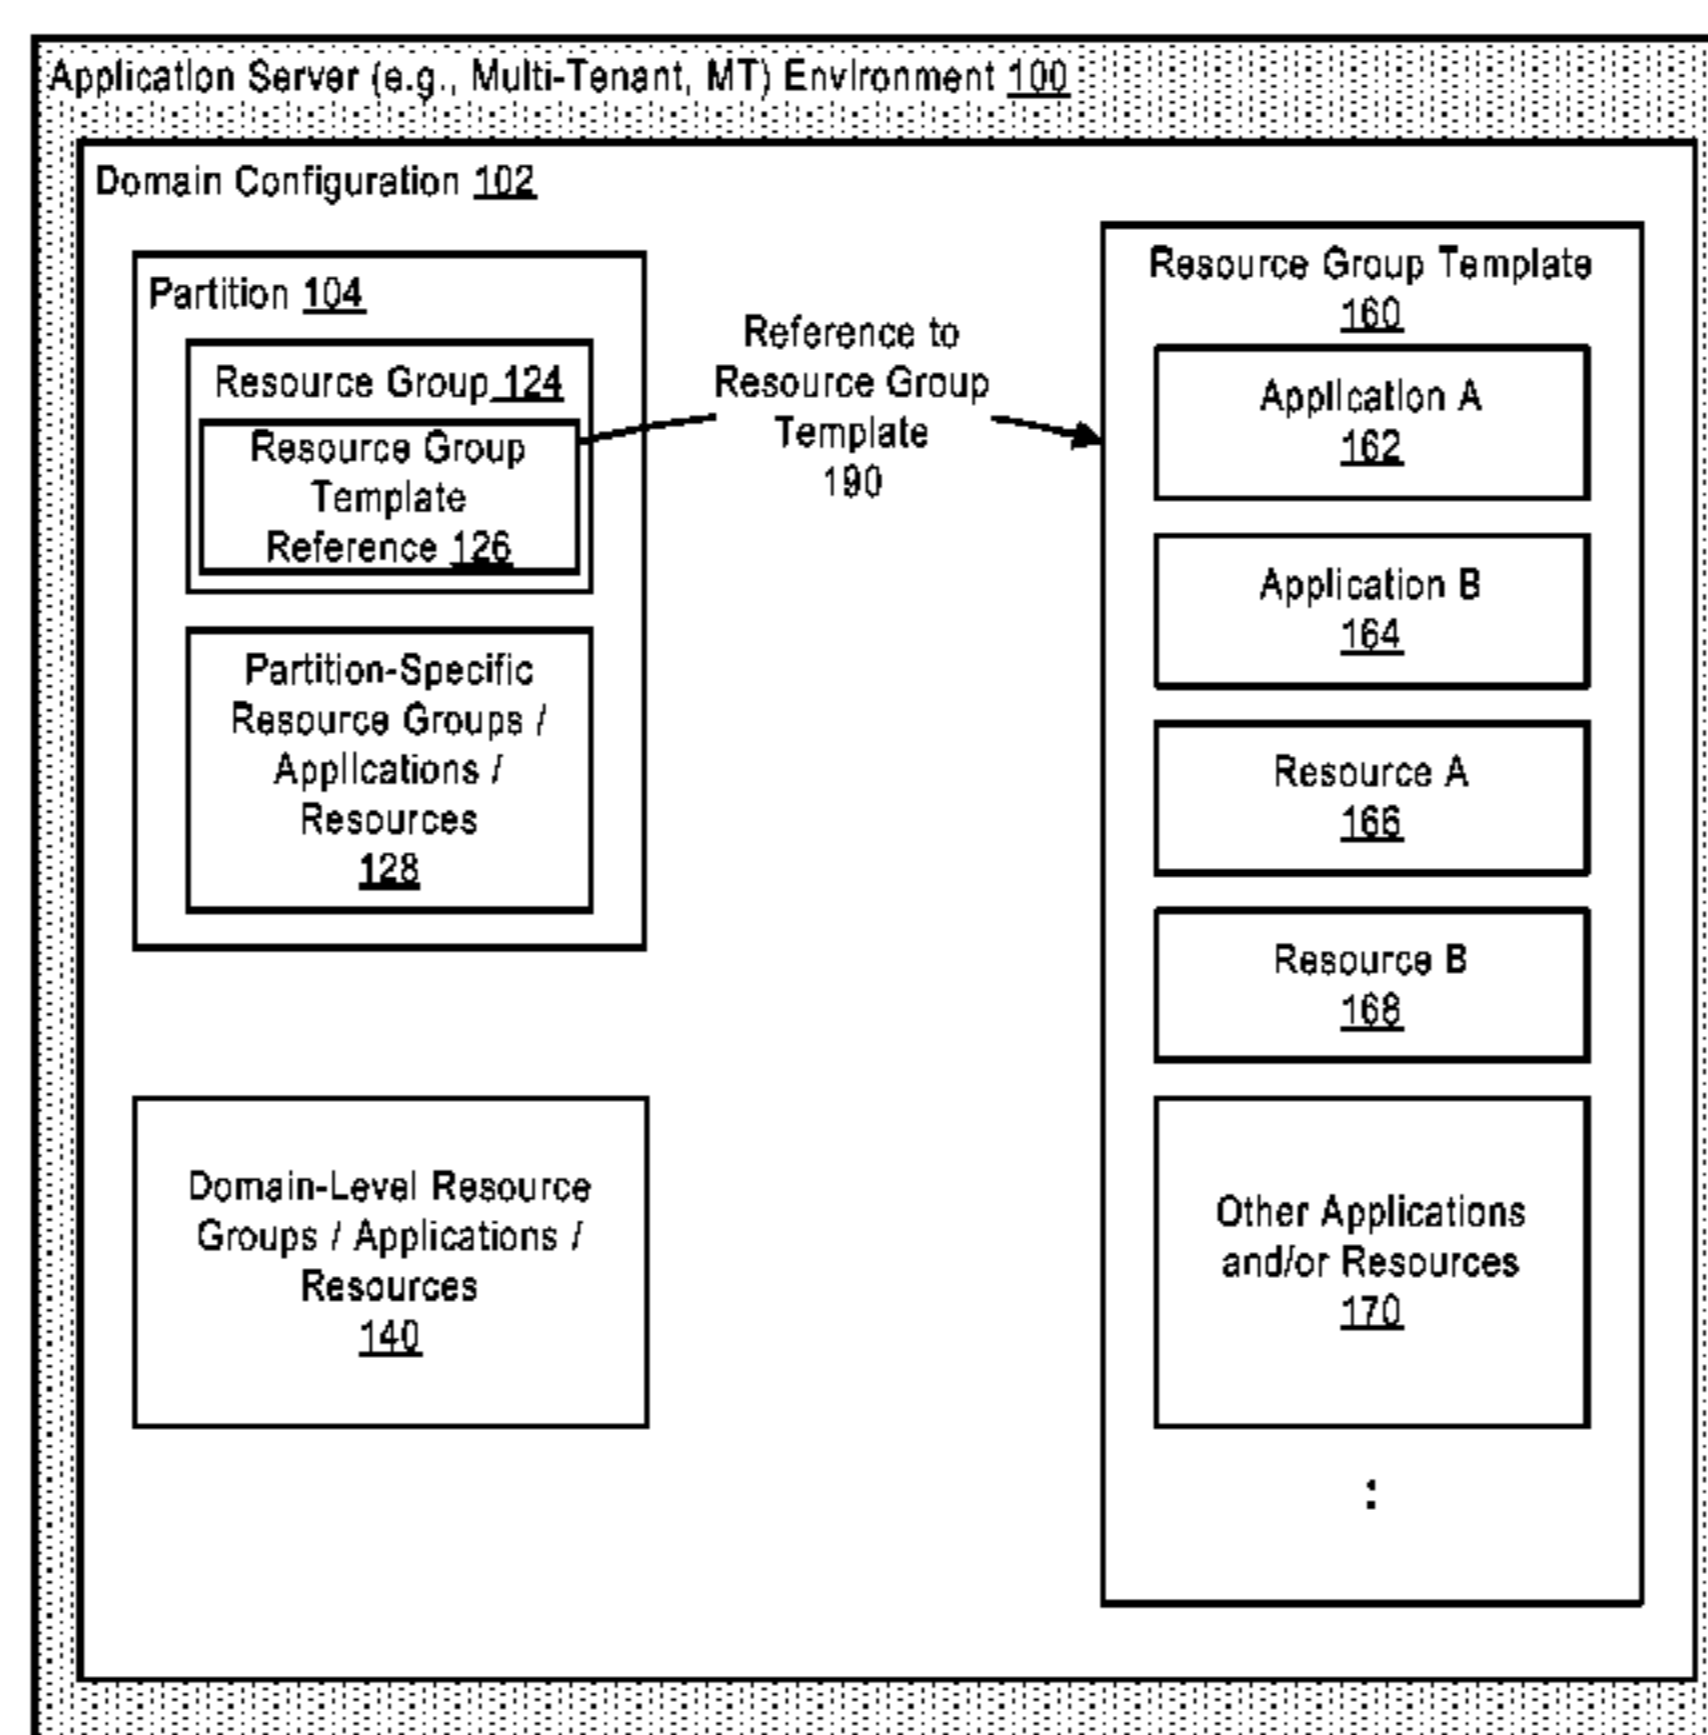 Application Server (e.g., Multi-Tenant, MT) Environment 100
Domain Configuration 102
Partition 104
Resource Group 124
Resource Group
Template
Reference 126
Partition-Specific
Resource Groups /
Applications /
Resources
128
Domain-Level Resource
Groups / Applications /
Resources
140
Reference to
Resource Group
Template
190
Resource Group Template
160
Application A
162
Application B
164
Resource A
166
Resource B
168
Other Applications
and/or Resources
170
: